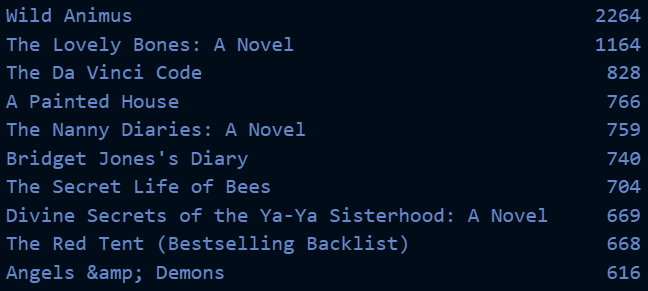 Wild Animus 2264
The Lovely Bones: A Novel 1164
The Da Vinci Code 828
A Painted House 766
The Nanny Diaries: A Novel 759
Bridget Jones's Diary 740
The Secret Life of Bees 704
Divine Secrets of the Ya-Ya Sisterhood: A Novel 669
The Red Tent (Bestselling Backlist) 668
Angels &amp; Demons 616